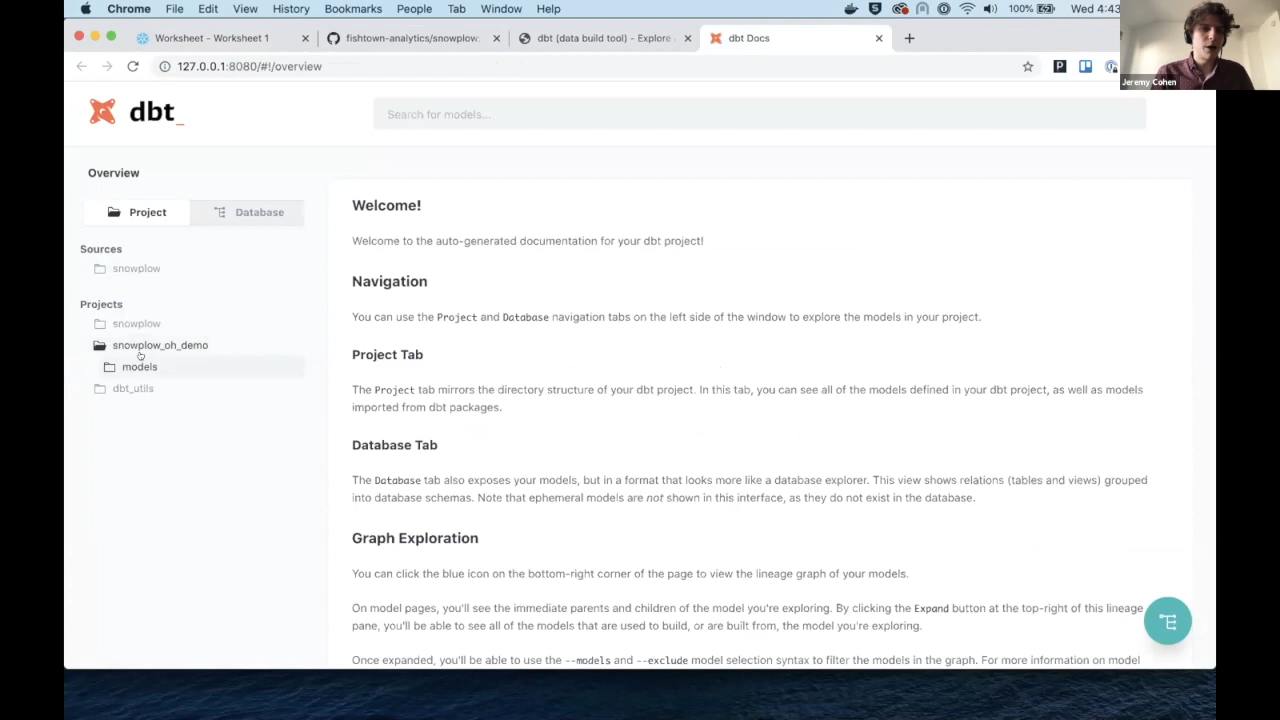 Chrome File Edit View History Bookmarks People Tab Window Help 100% Wed 4:43
Worksheet - Worksheet 1 fishtown-analytics/snowplow: dbt (data build tool) - Explore dbt Docs
127.0.0.1:8080/#!/overview
Jeremy Cohen
dbt_
Search for models...
Overview
Project Database
Sources
snowplow
Projects
snowplow
snowplow_oh_demo
models
dbt_utils
Welcome!
Welcome to the auto-generated documentation for your dbt project!
Navigation
You can use the Project and Database navigation tabs on the left side of the window to explore the models in your project.
Project Tab
The Project tab mirrors the directory structure of your dbt project. In this tab, you can see all of the models defined in your dbt project, as well as models
imported from dbt packages.
Database Tab
The Database tab also exposes your models, but in a format that looks more like a database explorer. This view shows relations (tables and views) grouped
into database schemas. Note that ephemeral models are not shown in this interface, as they do not exist in the database.
Graph Exploration
You can click the blue icon on the bottom-right corner of the page to view the lineage graph of your models.
On model pages, you'll see the immediate parents and children of the model you're exploring. By clicking the Expand button at the top-right of this lineage
pane, you'll be able to see all of the models that are used to build, or are built from, the model you're exploring.
Once expanded, you'll be able to use the --models and --exclude model selection syntax to filter the models in the graph. For more information on model